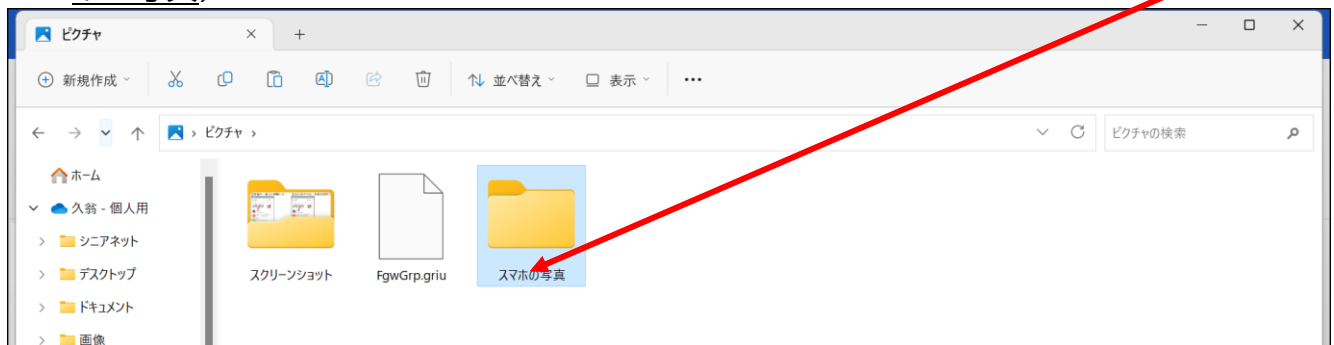 ピクチャ
新規作成
並べ替え
表示
ピクチャ
ピクチャの検索
ホーム
久翁 - 個人用
シニアネット
デスクトップ
ドキュメント
画像
スクリーンショット
FgwGrp.griu
スマホの写真